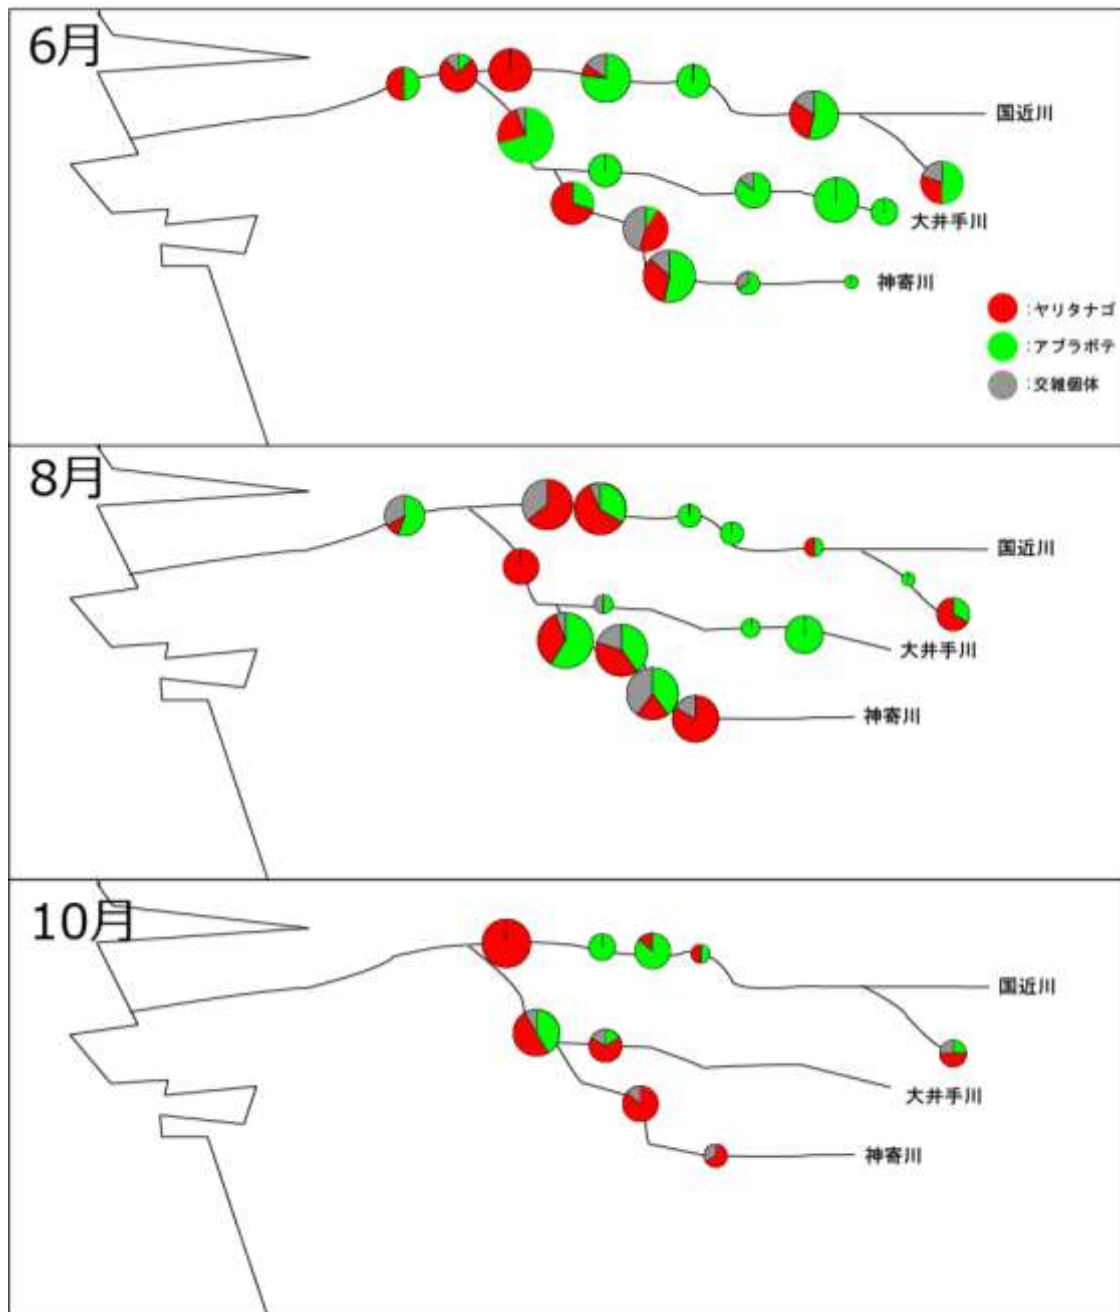 6月
国近川
大井手川
神寄川
:ヤリタナゴ
:アブラボテ
:交雑個体
8月
国近川
大井手川
神寄川
10月
国近川
大井手川
神寄川